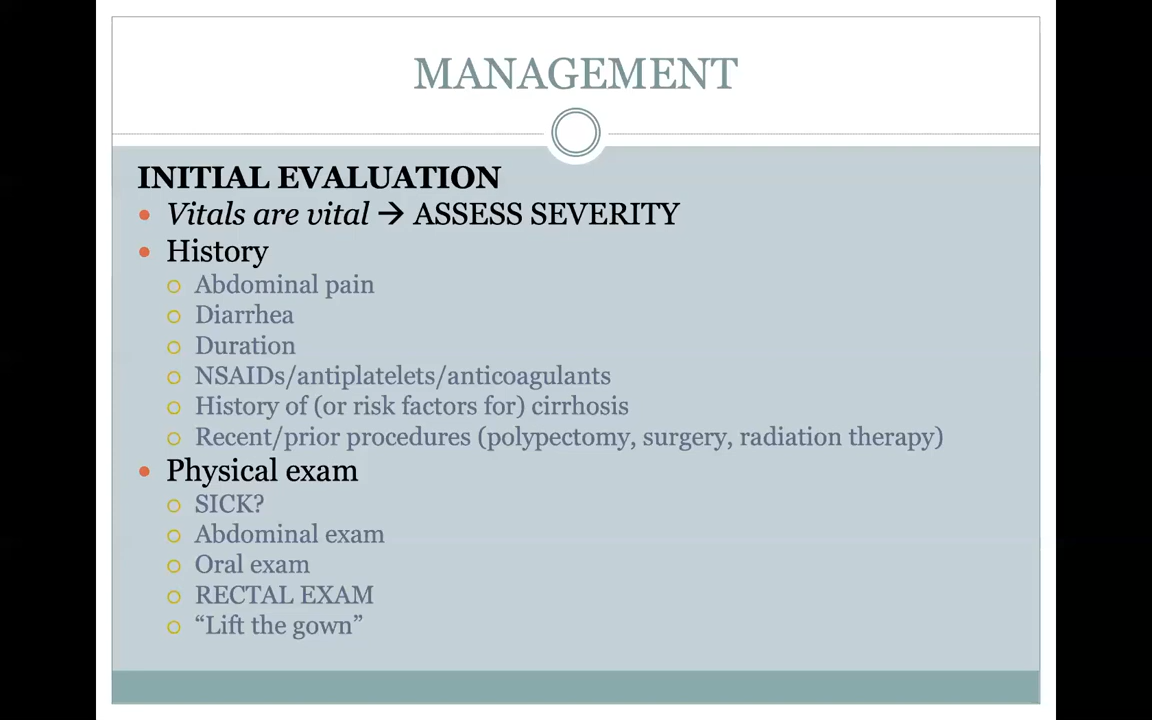 MANAGEMENT
INITIAL EVALUATION
• Vitals are vital → ASSESS SEVERITY
• History
○ Abdominal pain
○ Diarrhea
○ Duration
○ NSAIDs/antiplatelets/anticoagulants
○ History of (or risk factors for) cirrhosis
○ Recent/prior procedures (polypectomy, surgery, radiation therapy)
• Physical exam
○ SICK?
○ Abdominal exam
○ Oral exam
○ RECTAL EXAM
○ “Lift the gown”